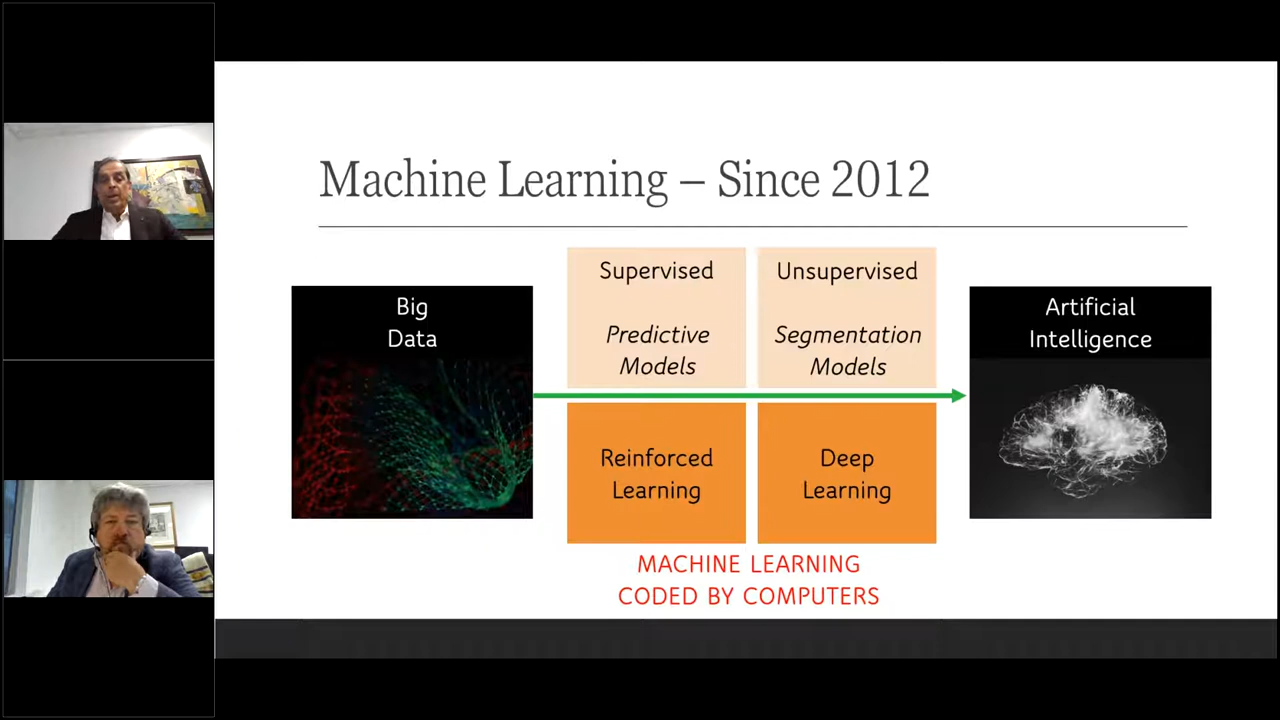 Machine Learning – Since 2012
Big
Data
Supervised
Predictive
Models
Unsupervised
Segmentation
Models
Reinforced
Learning
Deep
Learning
Artificial
Intelligence
MACHINE LEARNING
CODED BY COMPUTERS